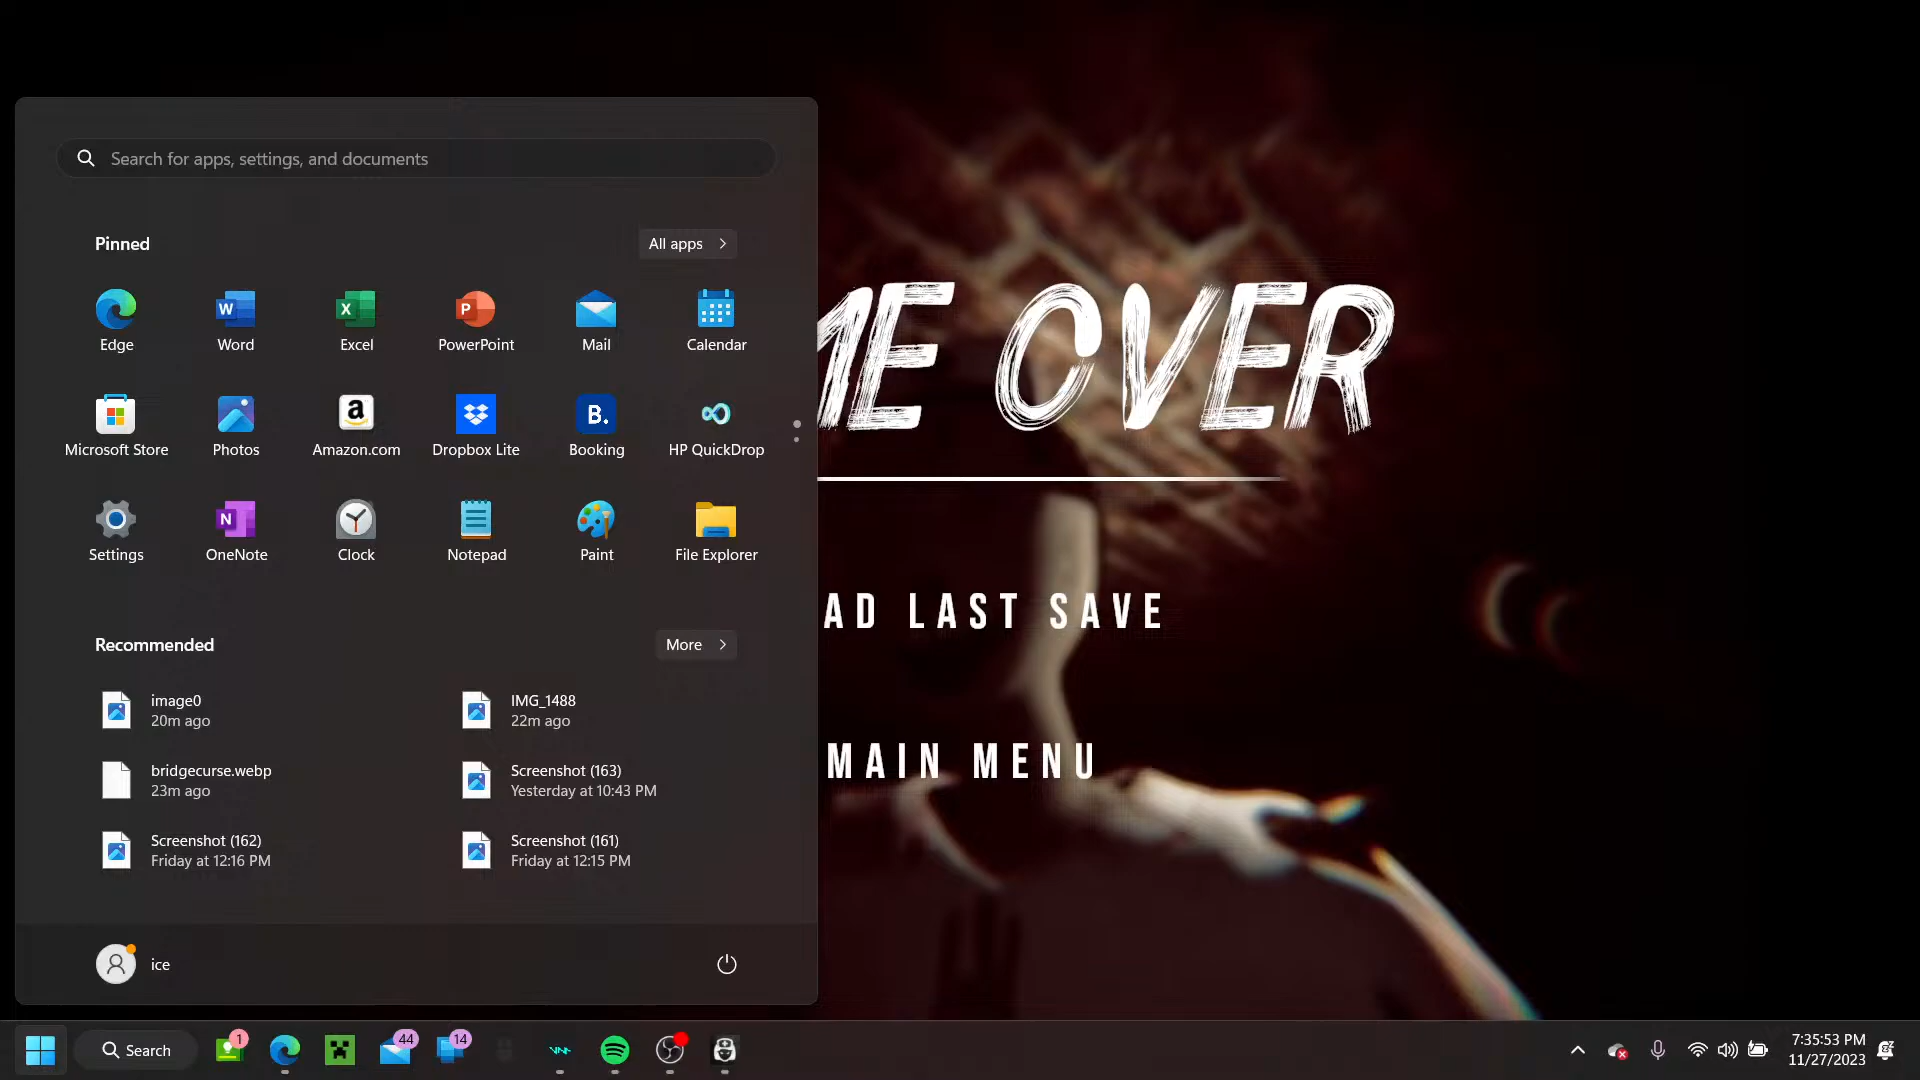 Search for apps, settings, and documents
Pinned
All apps
Edge
Word
Excel
PowerPoint
Mail
Calendar
Microsoft Store
Photos
Amazon.com
Dropbox Lite
Booking
HP QuickDrop
Settings
OneNote
Clock
Notepad
Paint
File Explorer
Recommended
More
image0
20m ago
IMG_1488
22m ago
bridgecurse.webp
23m ago
Screenshot (163)
Yesterday at 10:43 PM
Screenshot (162)
Friday at 12:16 PM
Screenshot (161)
Friday at 12:15 PM
ice
ME OVER
AD LAST SAVE
MAIN MENU
Search
1
44
14
7:35:53 PM
11/27/2023